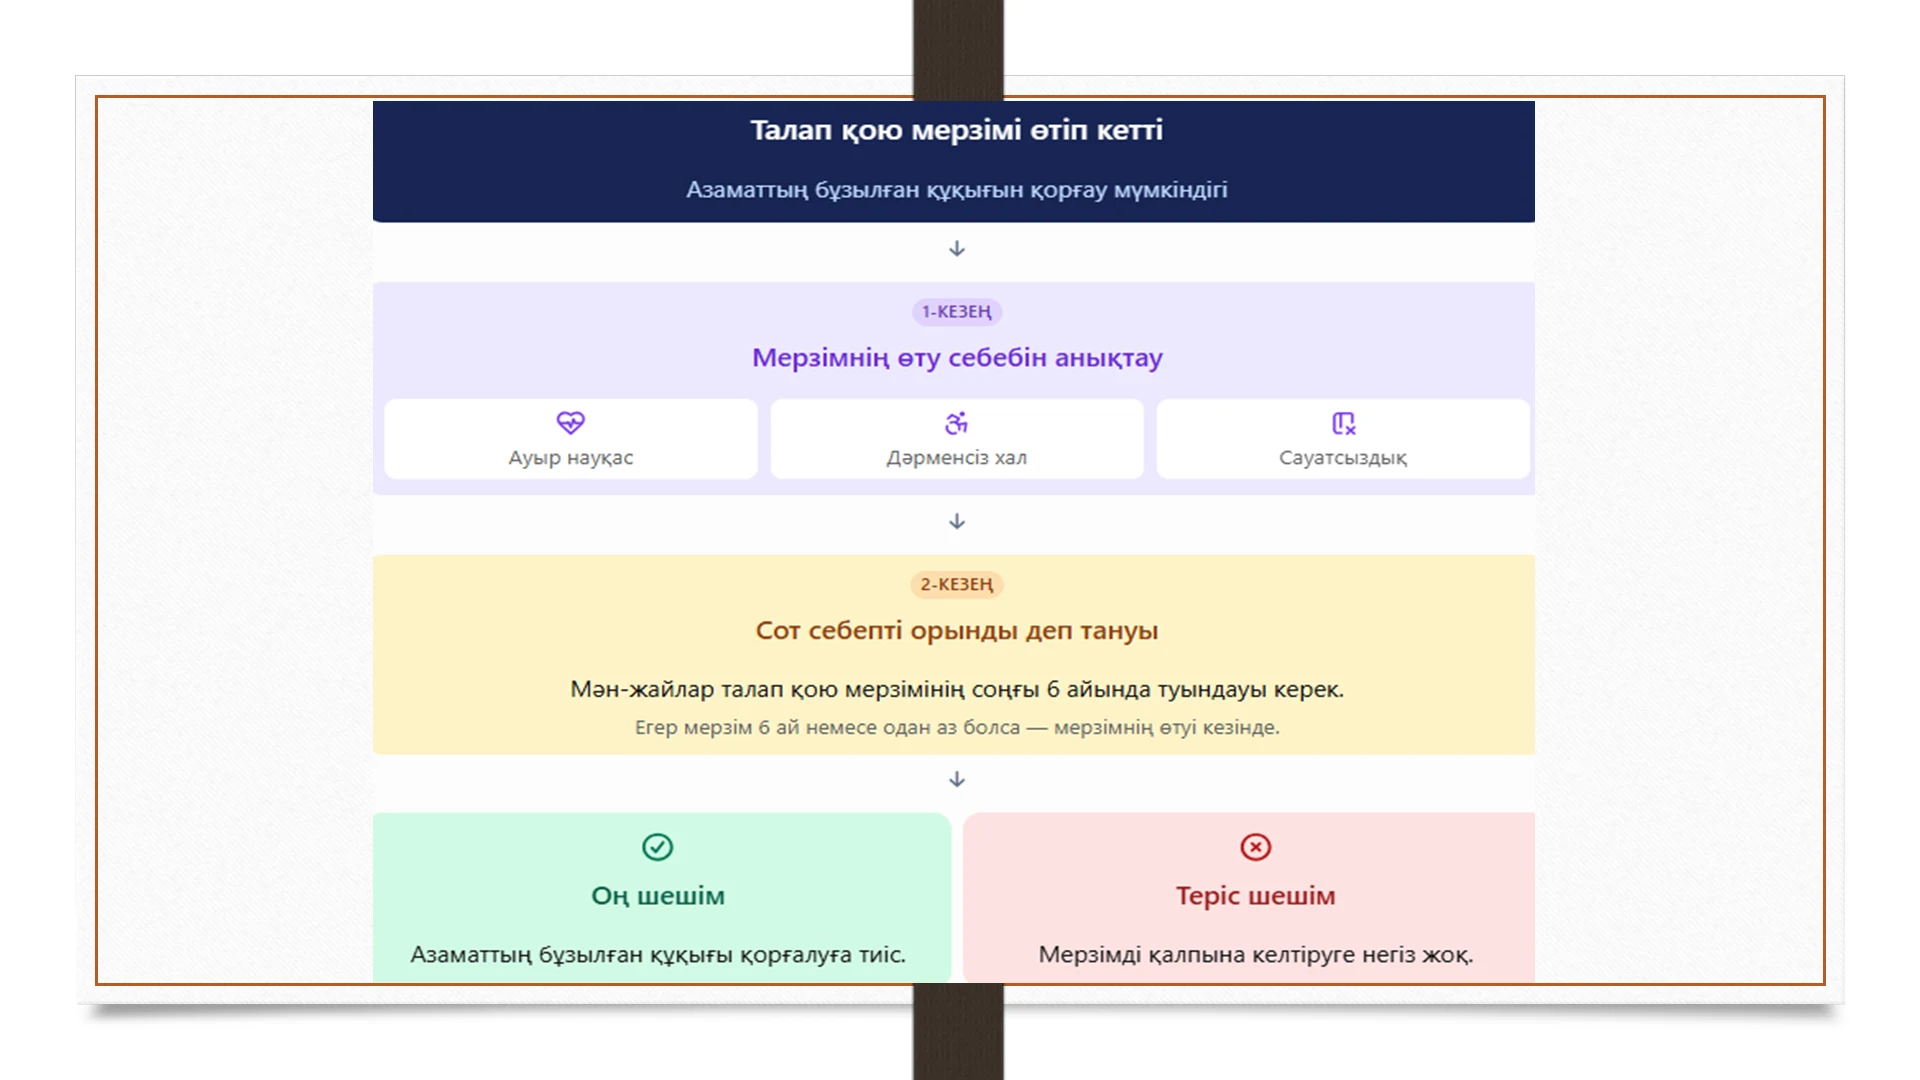 Талап қою мерзімі өтіп кетті
Азаматтың бұзылған құқығын қорғау мүмкіндігі
1-КЕЗЕҢ
Мерзімнің өту себебін анықтау
Ауыр науқас
Дәрменсіз хал
Сауатсыздық
2-КЕЗЕҢ
Сот себепті орынды деп тануы
Мән-жайлар талап қою мерзімінің соңғы 6 айында туындауы керек.
Егер мерзім 6 ай немесе одан аз болса — мерзімнің өтуі кезінде.
Оң шешім
Азаматтың бұзылған құқығы қорғалуға тиіс.
Теріс шешім
Мерзімді қалпына келтіруге негіз жоқ.